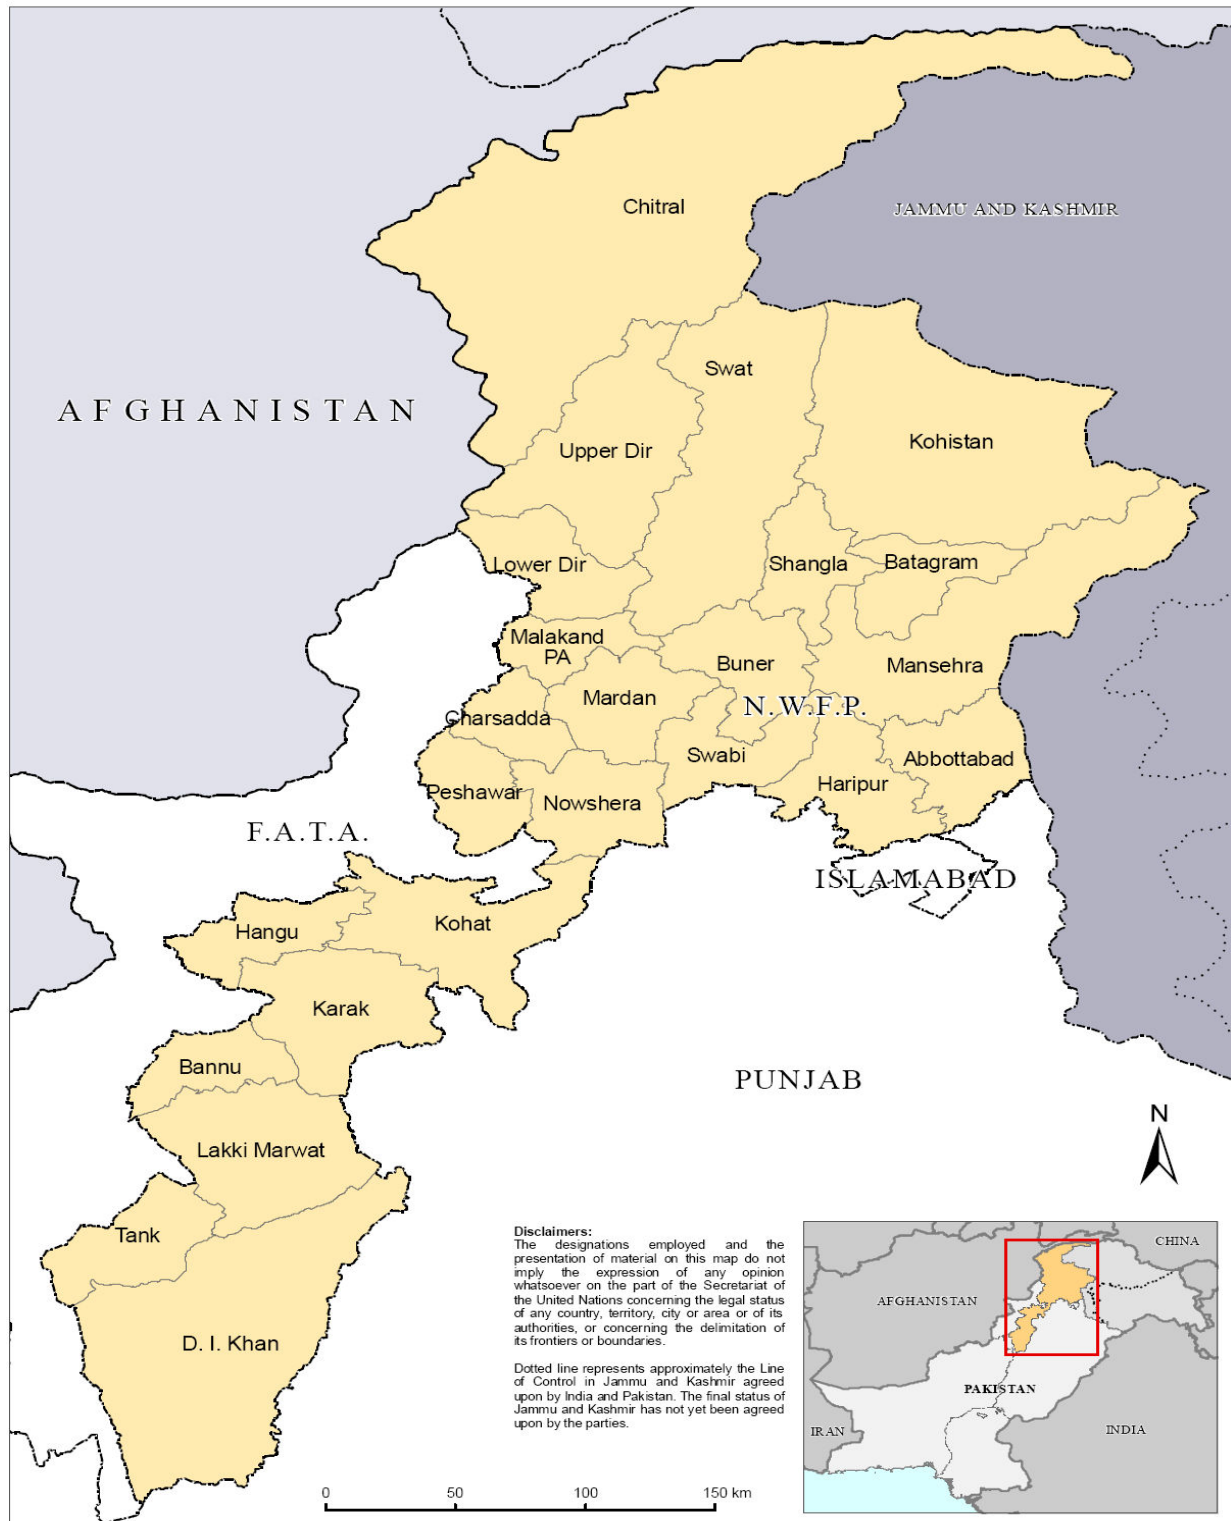 Chitral
JAMMU AND KASHMIR
Swat
AFGHANISTAN
Kohistan
Upper Dir
Lower Dir
Shangla
Batagram
Malakand
PA
Buner
Mansehra
Mardan
N.W.F.P.
Charsadda
Swabi
Abbottabad
Peshawar
Nowshera
Haripur
F.A.T.A.
ISLAMABAD
Hangu
Kohat
Karak
Bannu
PUNJAB
N
Lakki Marwat
Tank
D. I. Khan
Disclaimers:
The designations employed and the
presentation of material on this map do not
imply the expression of any opinion
whatsoever on the part of the Secretariat of
the United Nations concerning the legal status
of any country, territory, city or area or of its
authorities, or concerning the delimitation of
its frontiers or boundaries.
Dotted line represents approximately the Line
of Control in Jammu and Kashmir agreed
upon by India and Pakistan. The final status of
Jammu and Kashmir has not yet been agreed
upon by the parties.
0 50 100 150 km
CHINA
AFGHANISTAN
PAKISTAN
IRAN
INDIA